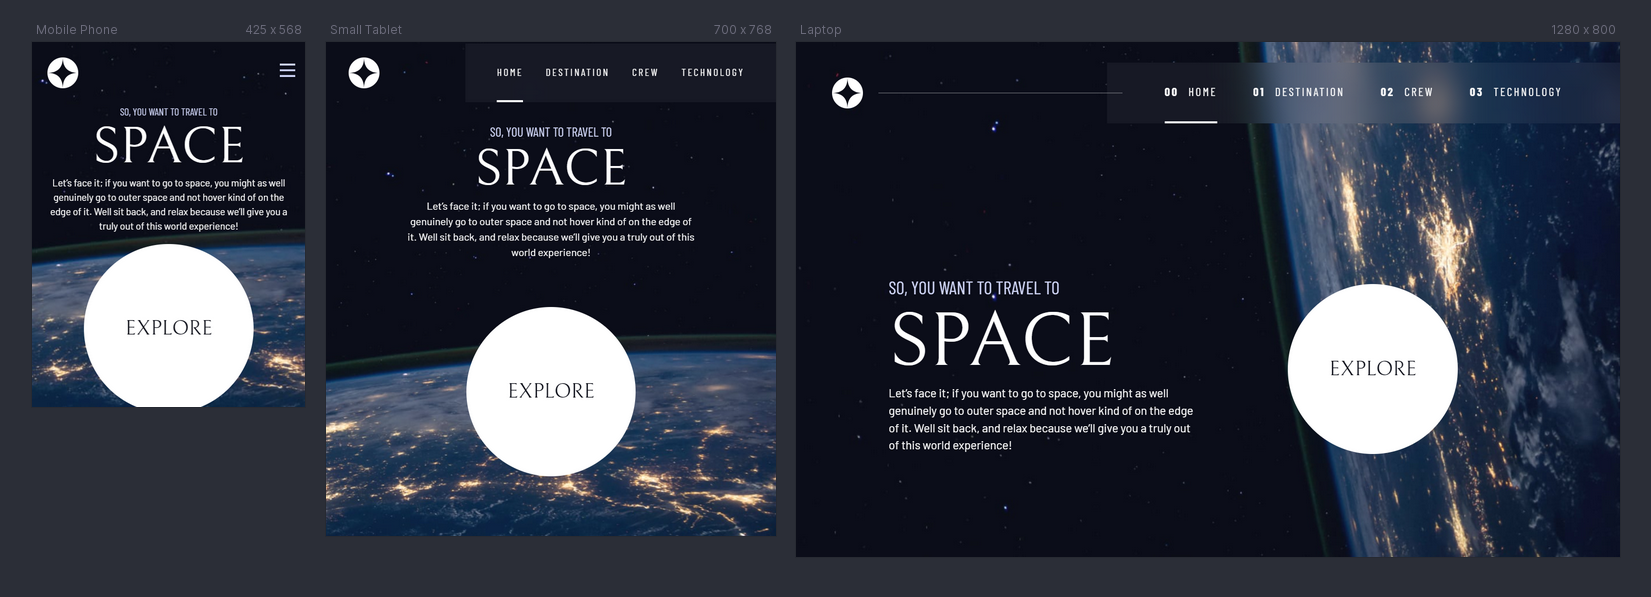 Mobile Phone 425 x 568
SO, YOU WANT TO TRAVEL TO
SPACE
Let's face it; if you want to go to space, you might as well
genuinely go to outer space and not hover kind of on the
edge of it. Well sit back, and relax because we'll give you a
truly out of this world experience!
EXPLORE
Small Tablet 700 x 768
HOME DESTINATION CREW TECHNOLOGY
SO, YOU WANT TO TRAVEL TO
SPACE
Let's face it; if you want to go to space, you might as well
genuinely go to outer space and not hover kind of on the edge of
it. Well sit back, and relax because we'll give you a truly out of this
world experience!
EXPLORE
Laptop 1280 x 800
00 HOME 01 DESTINATION 02 CREW 03 TECHNOLOGY
SO, YOU WANT TO TRAVEL TO
SPACE
Let's face it; if you want to go to space, you might as well
genuinely go to outer space and not hover kind of on the edge
of it. Well sit back, and relax because we'll give you a truly out
of this world experience!
EXPLORE